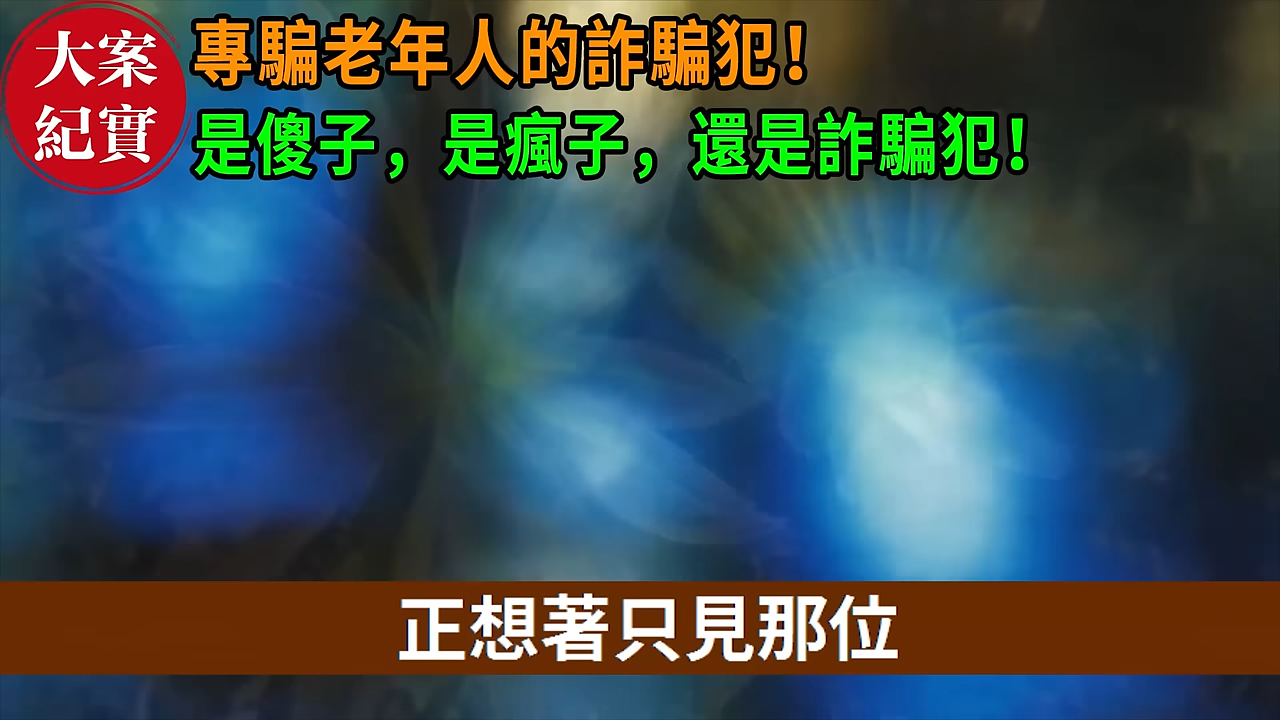 大案
紀實
專騙老年人的詐騙犯！
是傻子，是瘋子，還是詐騙犯！
正想著只見那位